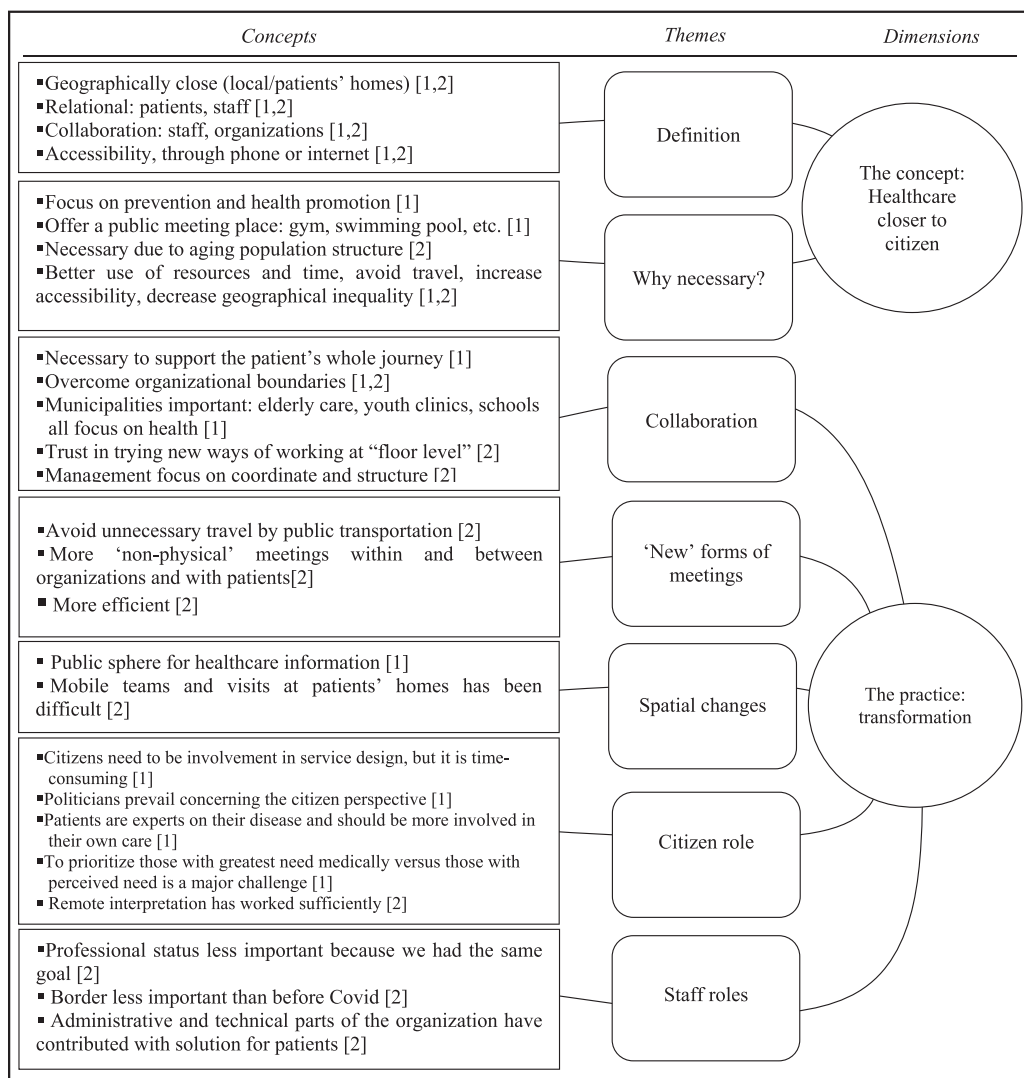 Concepts Themes Dimensions
▪Geographically close (local/patients' homes) [1,2]
▪Relational: patients, staff [1,2]
▪Collaboration: staff, organizations [1,2]
▪Accessibility, through phone or internet [1,2]
Definition
▪Focus on prevention and health promotion [1]
▪Offer a public meeting place: gym, swimming pool, etc. [1]
▪Necessary due to aging population structure [2]
▪Better use of resources and time, avoid travel, increase
accessibility, decrease geographical inequality [1,2]
Why necessary?
The concept:
Healthcare
closer to
citizen
▪Necessary to support the patient's whole journey [1]
▪Overcome organizational boundaries [1,2]
▪Municipalities important: elderly care, youth clinics, schools
all focus on health [1]
▪Trust in trying new ways of working at “floor level” [2]
▪Management focus on coordinate and structure [2]
Collaboration
▪Avoid unnecessary travel by public transportation [2]
▪More ‘non-physical’ meetings within and between
organizations and with patients[2]
▪ More efficient [2]
‘New’ forms of
meetings
▪ Public sphere for healthcare information [1]
▪ Mobile teams and visits at patients' homes has been
difficult [2]
Spatial changes
The practice:
transformation
▪Citizens need to be involvement in service design, but it is time-
consuming [1]
▪Politicians prevail concerning the citizen perspective [1]
▪Patients are experts on their disease and should be more involved in
their own care [1]
▪To prioritize those with greatest need medically versus those with
perceived need is a major challenge [1]
▪ Remote interpretation has worked sufficiently [2]
Citizen role
▪Professional status less important because we had the same
goal [2]
▪ Border less important than before Covid [2]
▪ Administrative and technical parts of the organization have
contributed with solution for patients [2]
Staff roles